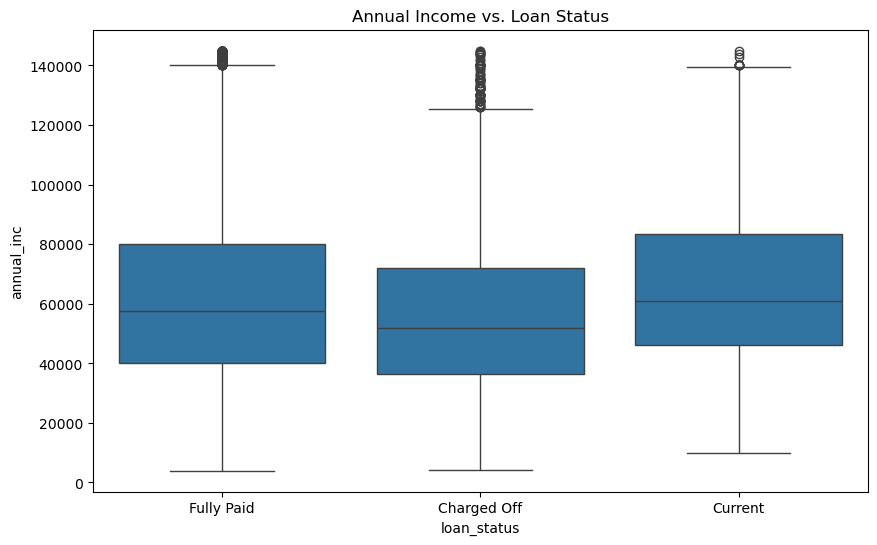 Annual Income vs. Loan Status
annual_inc
140000
120000
100000
80000
60000
40000
20000
0
Fully Paid
Charged Off
Current
loan_status